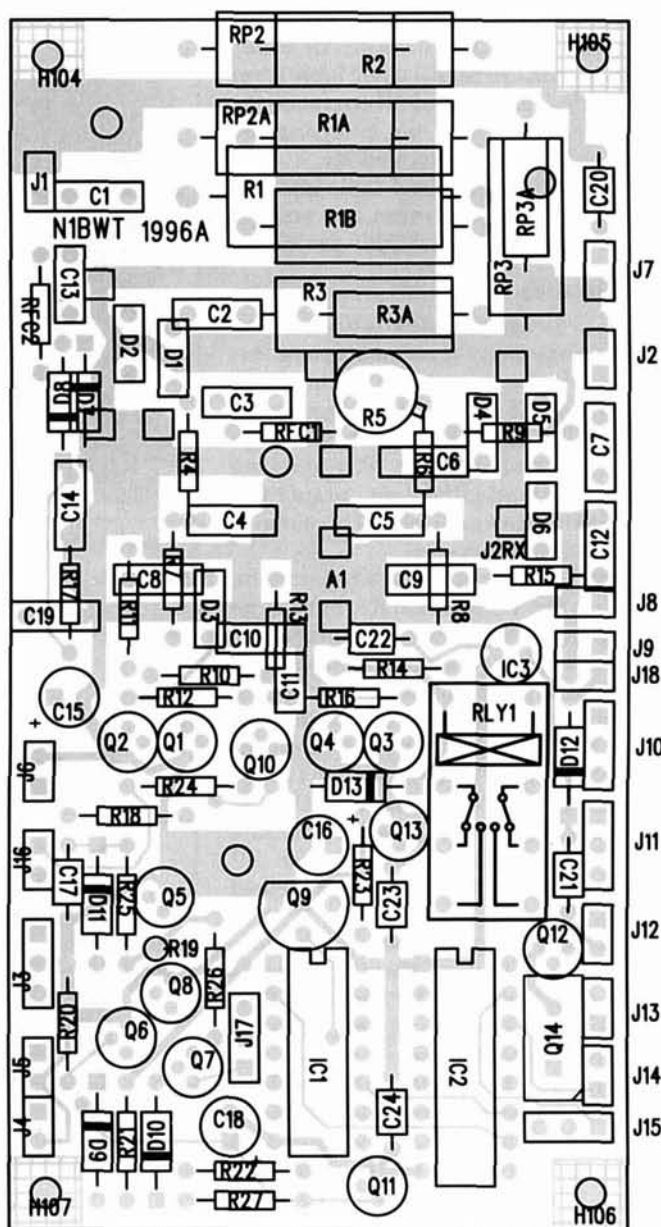 RP2
R2
H104
H105
RP2A
R1A
J1
C1
R1
R1B
RP3A
C20
N1BWT 1996A
RP3
J7
C13
RFC2
D2
D1
C2
R3
R3A
J2
D8
D7
C3
R5
D4
D5
RFC1
R9
C7
R4
R6
C6
C14
C4
C5
D6
C12
J2RX
R17
C8
R7
A1
C9
R15
J8
C19
R11
D3
C10
R13
C22
R8
J9
IC3
J18
R10
R14
C11
C15
R12
R16
RLY1
+
Q2
Q1
Q10
Q4
Q3
D12
J10
J6
R24
D13
R18
C16
+
Q13
J11
J16
C17
D11
R25
Q5
Q9
R23
C23
C21
J12
R19
Q12
J3
Q8
R26
R20
Q6
J17
Q14
J13
J5
Q7
IC1
IC2
J14
J4
D9
R21
D10
C18
C24
J15
R22
Q11
H107
R27
H106